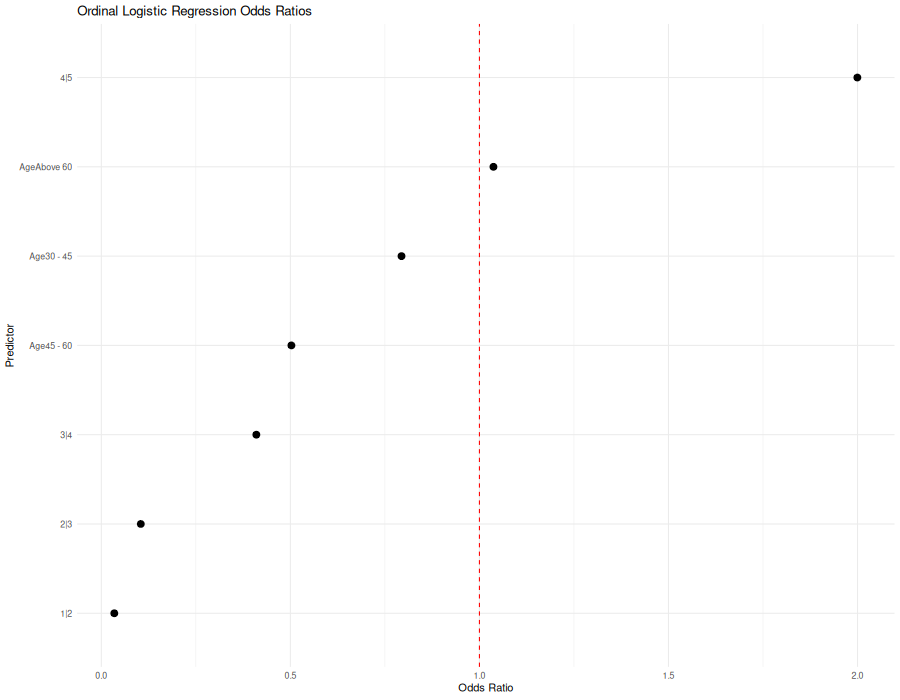 Ordinal Logistic Regression Odds Ratios
4|5
AgeAbove 60
Age30 - 45
Age45 - 60
3|4
2|3
1|2
Predictor
0.0 0.5 1.0 1.5 2.0
Odds Ratio